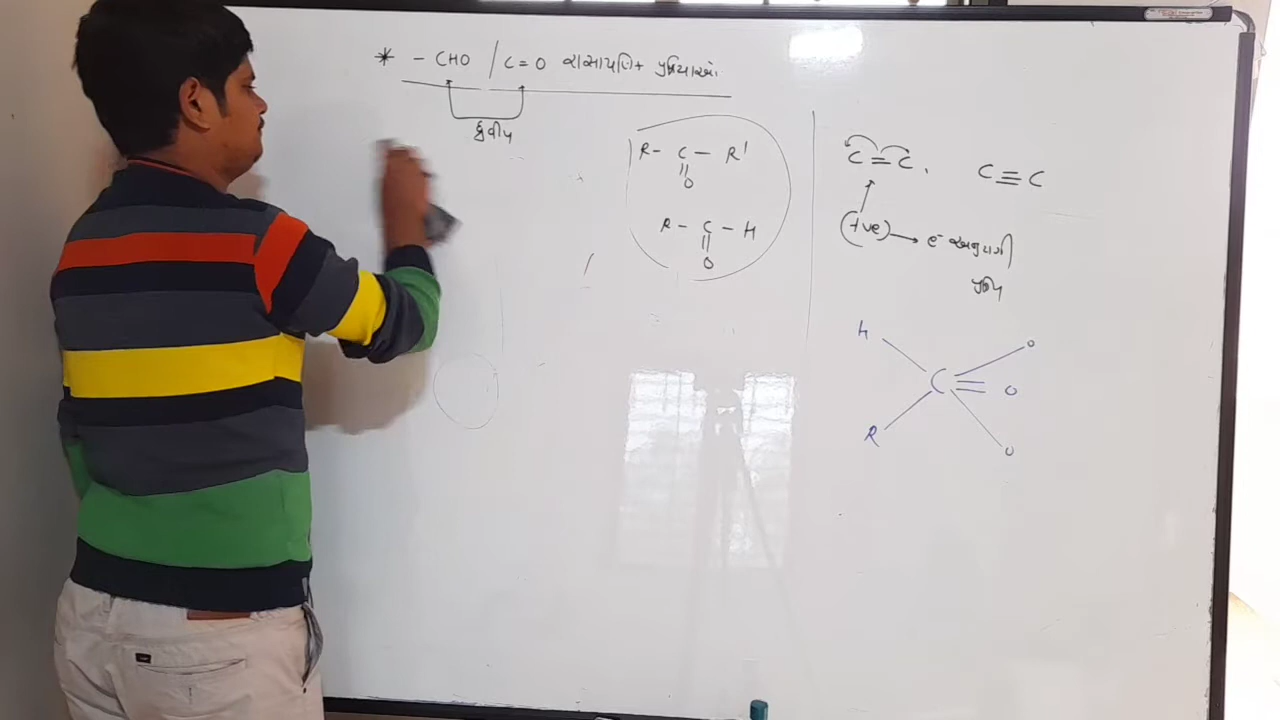 * - CHO / C=O રાસાયણિક પ્રક્રિયાઓ
ધ્રુવીય
R - C - R'
||
O
R - C - H
||
O
C = C, C ≡ C
(+ve) → e⁻ અનુરાગી
H
O
C = O
R
O